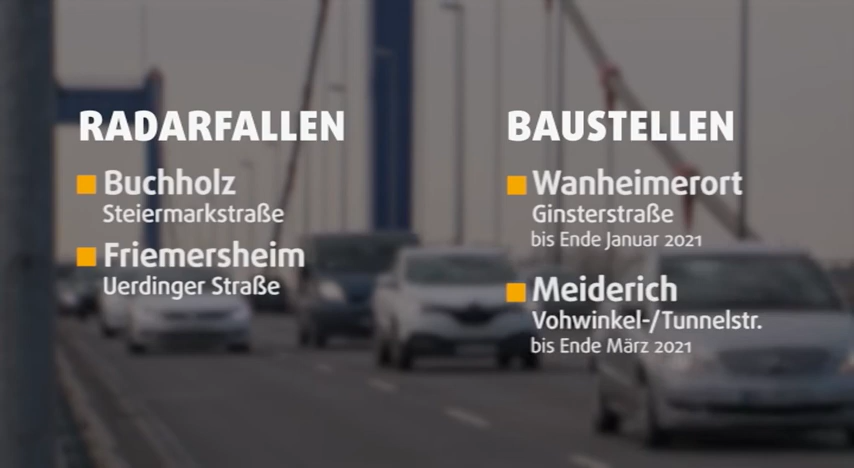 RADARFALLEN
Buchholz
Steiermarkstraße
Friemersheim
Uerdinger Straße
BAUSTELLEN
Wanheimerort
Ginsterstraße
bis Ende Januar 2021
Meiderich
Vohwinkel-/Tunnelstr.
bis Ende März 2021